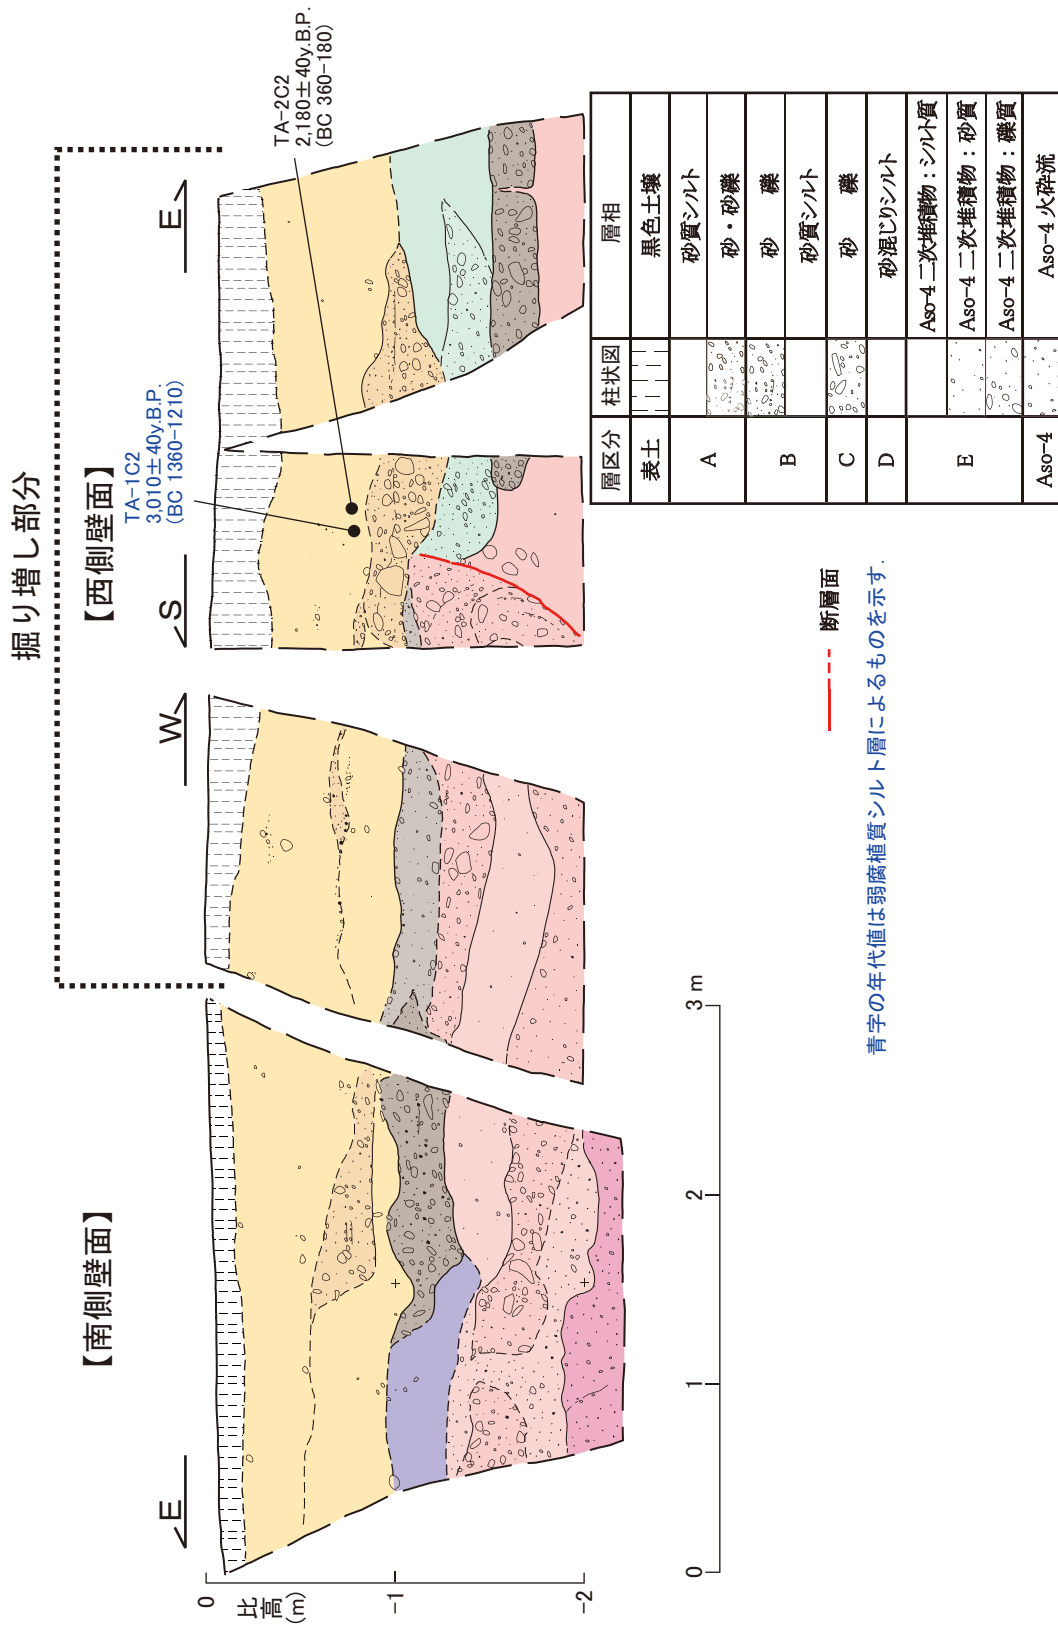 掘り増し部分
【南側壁面】
【西側壁面】
E
W
S
E
TA-1C2
3,010±40y.B.P.
(BC 1360-1210)
TA-2C2
2,180±40y.B.P.
(BC 360-180)
0
-1
-2
比高
(m)
0
1
2
3 m
断層面
青字の年代値は弱腐植質シルト層によるものを示す.
層区分 柱状図 層相
表土 黒色土壌
A 砂質シルト
砂・砂礫
B 砂 礫
砂質シルト
C 砂 礫
D 砂混じりシルト
E Aso-4 二次堆積物：シルト質
Aso-4 二次堆積物：砂質
Aso-4 二次堆積物：礫質
Aso-4 Aso-4 火砕流